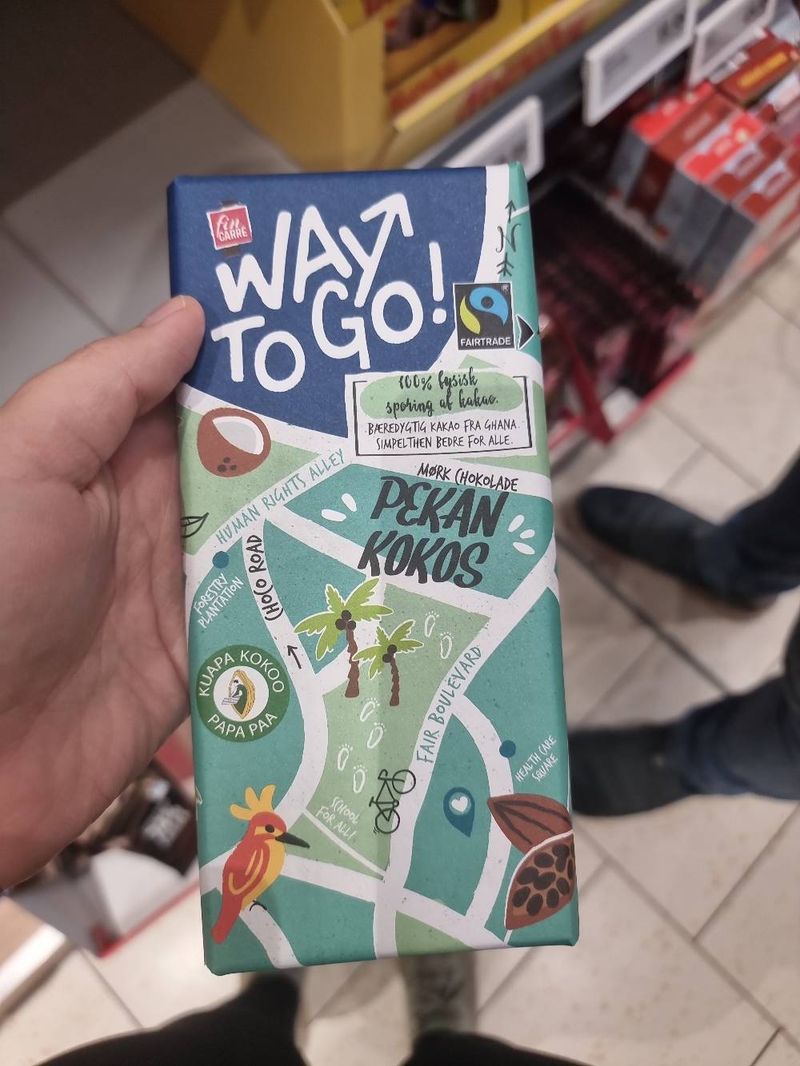 fin
CARRÉ
WAY
TO GO!
N
FAIRTRADE
100% fysisk
sporing af kakao.
BÆREDYGTIG KAKAO FRA GHANA.
SIMPELTHEN BEDRE FOR ALLE.
MØRK CHOKOLADE
PEKAN
KOKOS
HUMAN RIGHTS ALLEY
CHOCO ROAD
FORESTRY
PLANTATION
KUAPA KOKOO
PAPA PAA
FAIR BOULEVARD
HEALTH CARE
SQUARE
SCHOOL
FOR ALL!